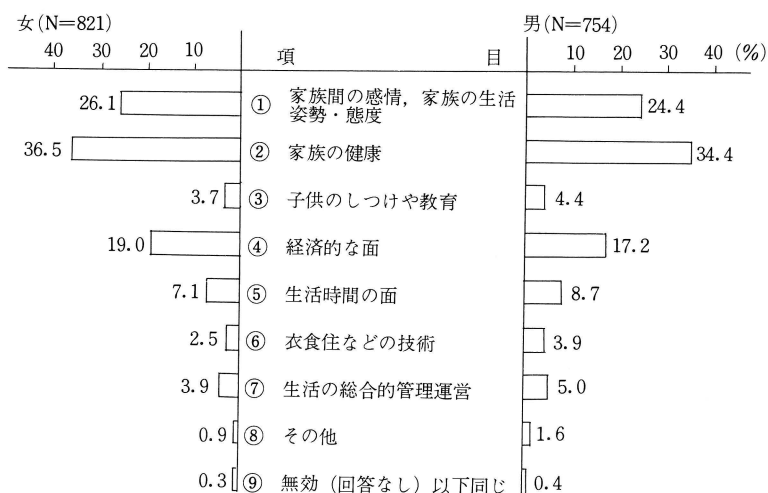 女(N=821) 男(N=754)
40 30 20 10 項 目 10 20 30 40 (%)
26.1 ① 家族間の感情，家族の生活 24.4
姿勢・態度
36.5 ② 家族の健康 34.4
3.7 ③ 子供のしつけや教育 4.4
19.0 ④ 経済的な面 17.2
7.1 ⑤ 生活時間の面 8.7
2.5 ⑥ 衣食住などの技術 3.9
3.9 ⑦ 生活の総合的管理運営 5.0
0.9 ⑧ その他 1.6
0.3 ⑨ 無効（回答なし）以下同じ 0.4